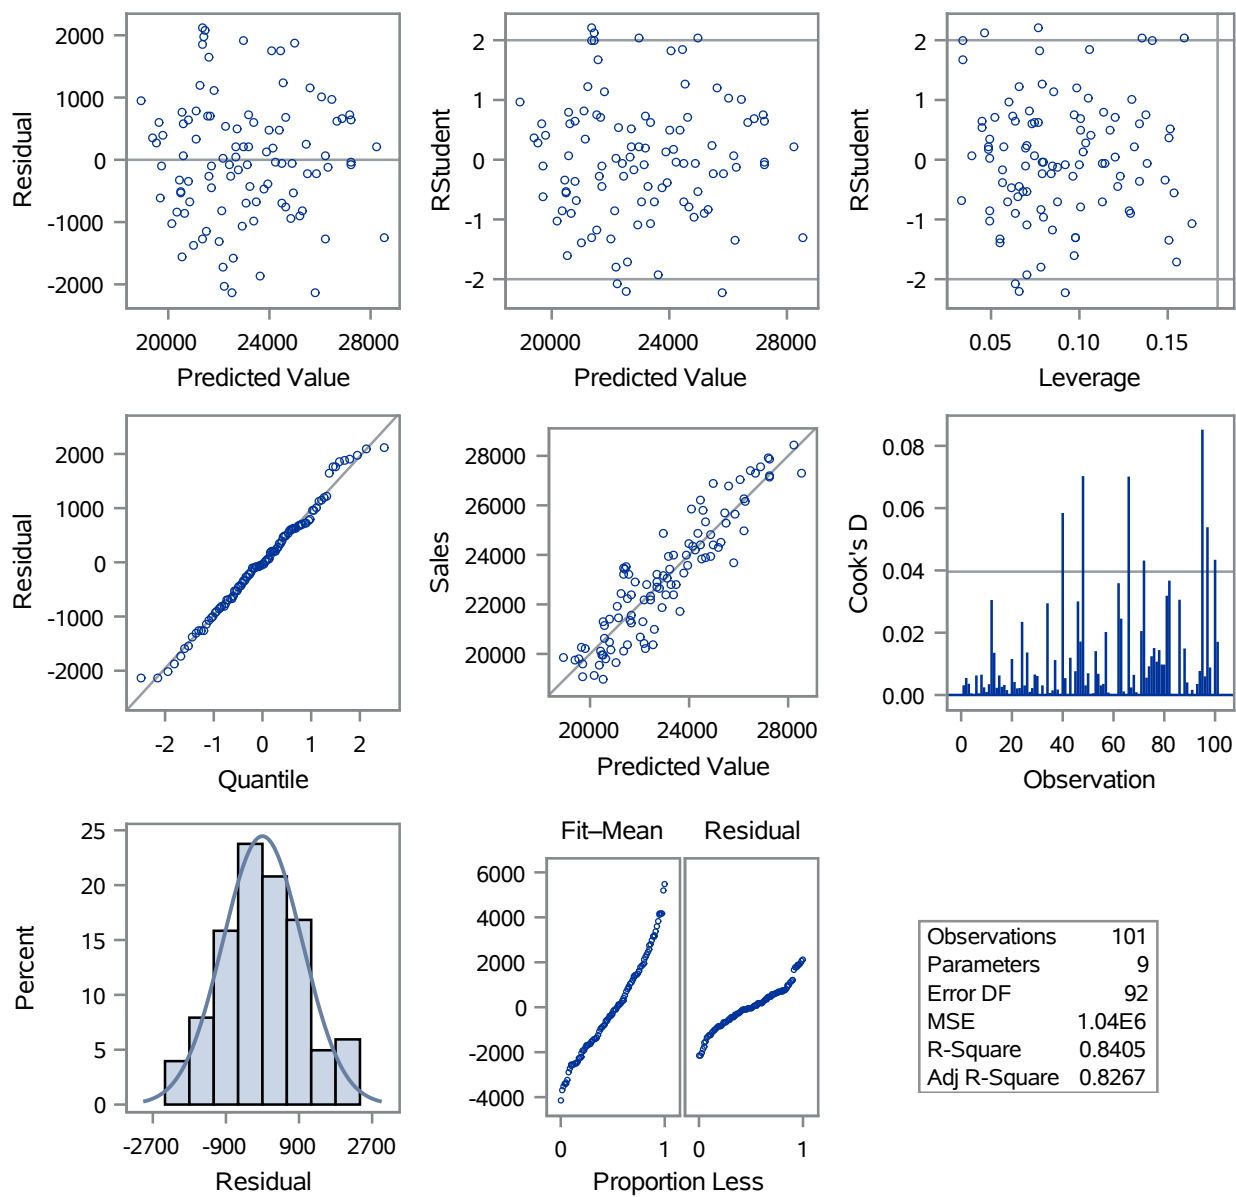 2000
1000
0
-1000
-2000
Residual
20000 24000 28000
Predicted Value
2
1
0
-1
-2
RStudent
20000 24000 28000
Predicted Value
2
1
0
-1
-2
RStudent
0.05 0.10 0.15
Leverage
2000
1000
0
-1000
-2000
Residual
-2 -1 0 1 2
Quantile
28000
26000
24000
22000
20000
Sales
20000 24000 28000
Predicted Value
0.08
0.06
0.04
0.02
0.00
Cook's D
0 20 40 60 80 100
Observation
25
20
15
10
5
0
Percent
-2700 -900 900 2700
Residual
Fit–Mean Residual
6000
4000
2000
0
-2000
-4000
0 1 0 1
Proportion Less
Observations 101
Parameters 9
Error DF 92
MSE 1.04E6
R-Square 0.8405
Adj R-Square 0.8267